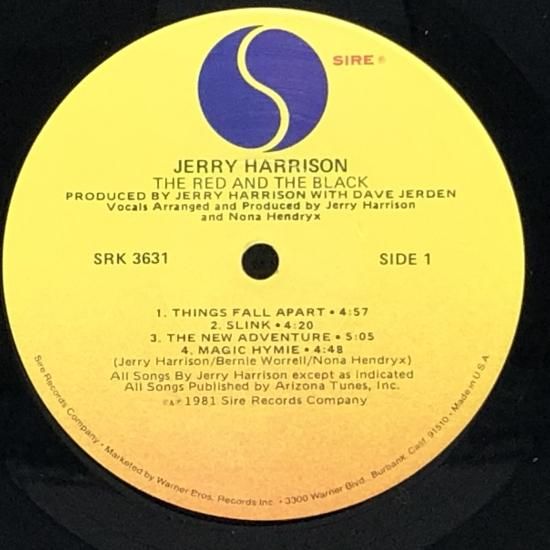 SIRE ®
JERRY HARRISON
THE RED AND THE BLACK
PRODUCED BY JERRY HARRISON WITH DAVE JERDEN
Vocals Arranged and Produced by Jerry Harrison
and Nona Hendryx
SRK 3631
SIDE 1
1. THINGS FALL APART • 4:57
2. SLINK • 4:20
3. THE NEW ADVENTURE • 5:05
4. MAGIC HYMIE • 4:48
(Jerry Harrison/Bernie Worrell/Nona Hendryx)
All Songs By Jerry Harrison except as indicated
All Songs Published by Arizona Tunes, Inc.
©&℗ 1981 Sire Records Company
Sire Records Company • Marketed by Warner Bros. Records Inc. • 3300 Warner Blvd., Burbank, Calif. 91510 • Made in U.S.A.